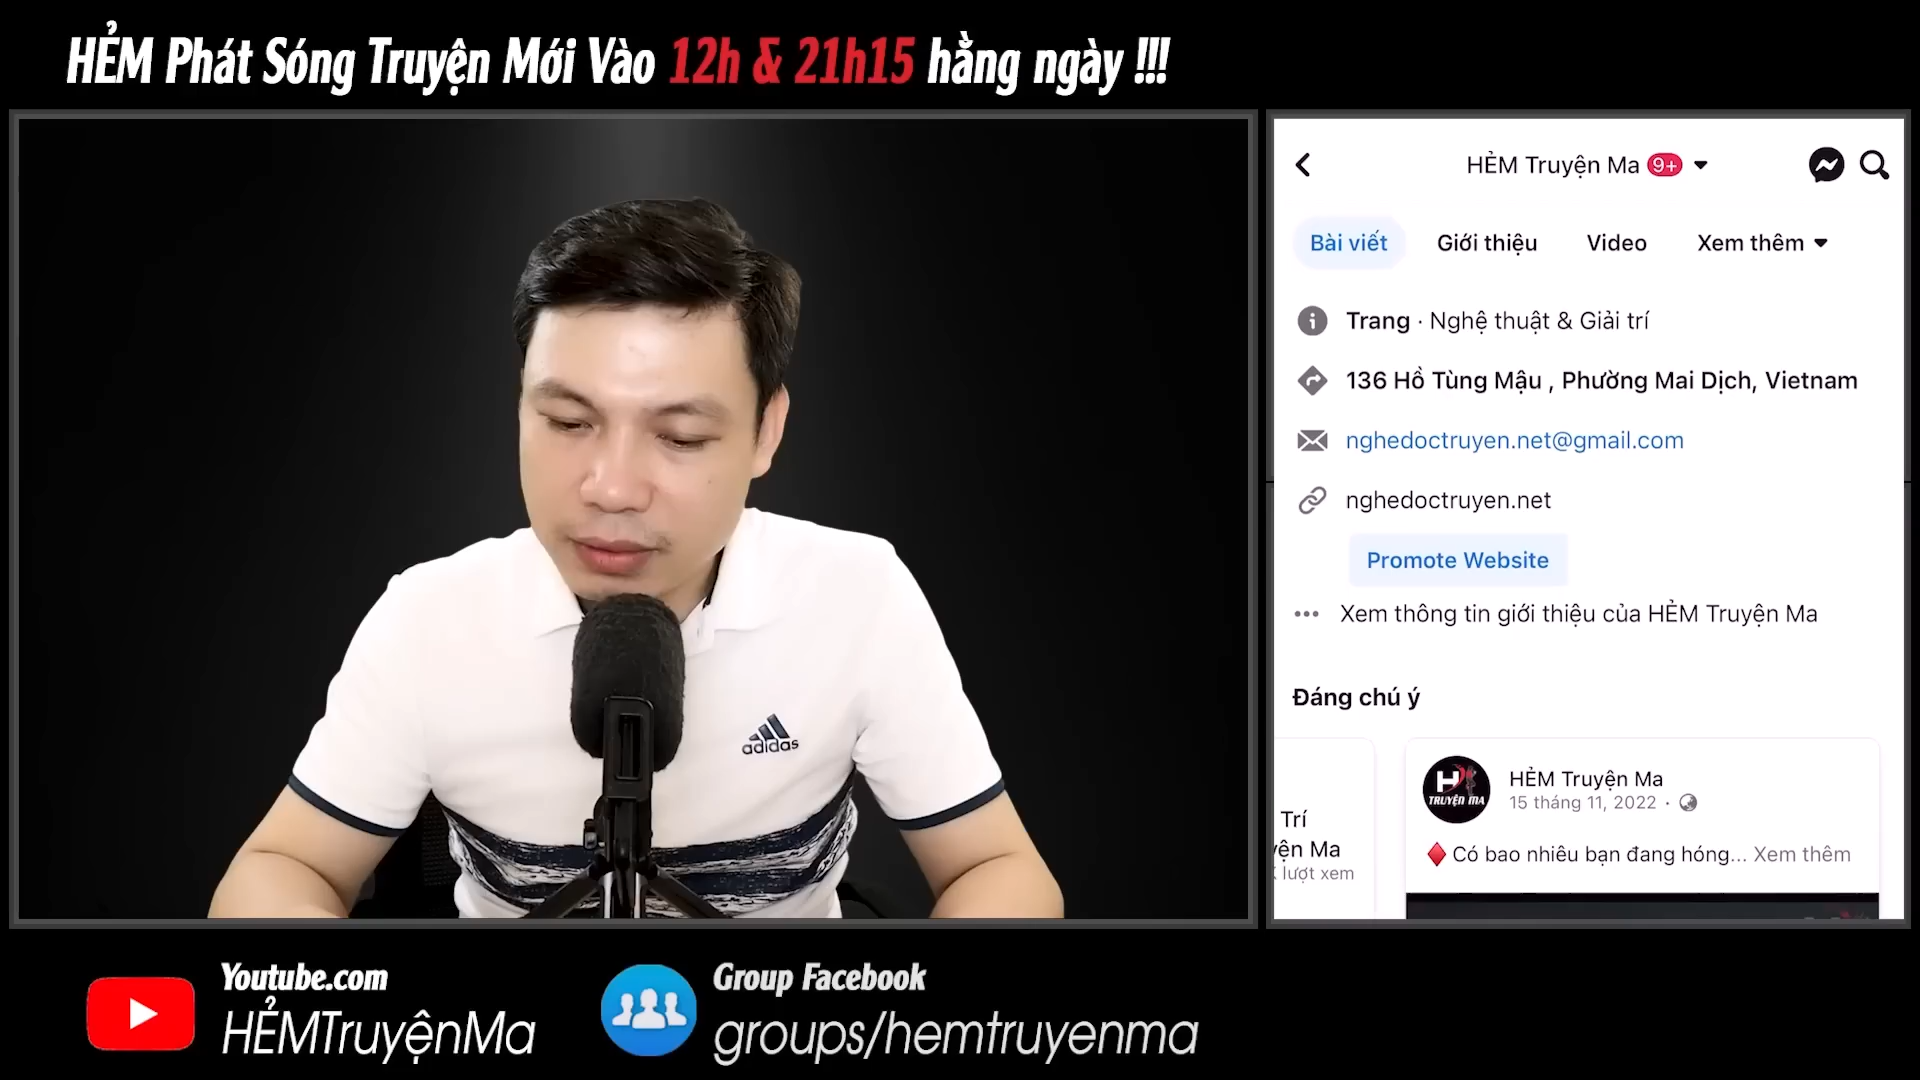 HẺM Phát Sóng Truyện Mới Vào 12h & 21h15 hằng ngày !!!
adidas
HẺM Truyện Ma 9+
Bài viết Giới thiệu Video Xem thêm
Trang · Nghệ thuật & Giải trí
136 Hồ Tùng Mậu , Phường Mai Dịch, Vietnam
nghedoctruyen.net@gmail.com
nghedoctruyen.net
Promote Website
Xem thông tin giới thiệu của HẺM Truyện Ma
Đáng chú ý
Trí
Ma
lượt xem
H
TRUYỆN MA
HẺM Truyện Ma
15 tháng 11, 2022 ·
Có bao nhiêu bạn đang hóng... Xem thêm
Youtube.com
HẺMTruyệnMa
Group Facebook
groups/hemtruyenma